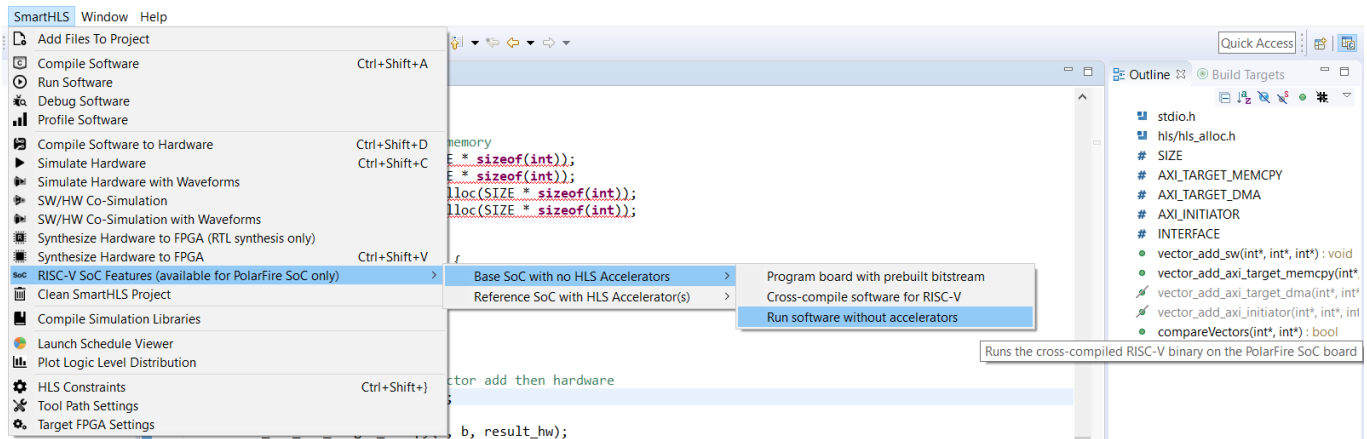 SmartHLS Window Help
Add Files To Project
Compile Software Ctrl+Shift+A
Run Software
Debug Software
Profile Software
Compile Software to Hardware Ctrl+Shift+D
Simulate Hardware Ctrl+Shift+C
Simulate Hardware with Waveforms
SW/HW Co-Simulation
SW/HW Co-Simulation with Waveforms
Synthesize Hardware to FPGA (RTL synthesis only)
Synthesize Hardware to FPGA Ctrl+Shift+V
SoC RISC-V SoC Features (available for PolarFire SoC only)
Clean SmartHLS Project
Compile Simulation Libraries
Launch Schedule Viewer
Plot Logic Level Distribution
HLS Constraints Ctrl+Shift+}
Tool Path Settings
Target FPGA Settings
Base SoC with no HLS Accelerators
Reference SoC with HLS Accelerator(s)
Program board with prebuilt bitstream
Cross-compile software for RISC-V
Run software without accelerators
Runs the cross-compiled RISC-V binary on the PolarFire SoC board
memory
* sizeof(int));
* sizeof(int));
lloc(SIZE * sizeof(int));
lloc(SIZE * sizeof(int));
{
ctor add then hardware
;
, b, result_hw);
Quick Access
Outline Build Targets
stdio.h
hls/hls_alloc.h
# SIZE
# AXI_TARGET_MEMCPY
# AXI_TARGET_DMA
# AXI_INITIATOR
# INTERFACE
vector_add_sw(int*, int*, int*) : void
vector_add_axi_target_memcpy(int*,
vector_add_axi_target_dma(int*, int*
vector_add_axi_initiator(int*, int*, int
compareVectors(int*, int*) : bool